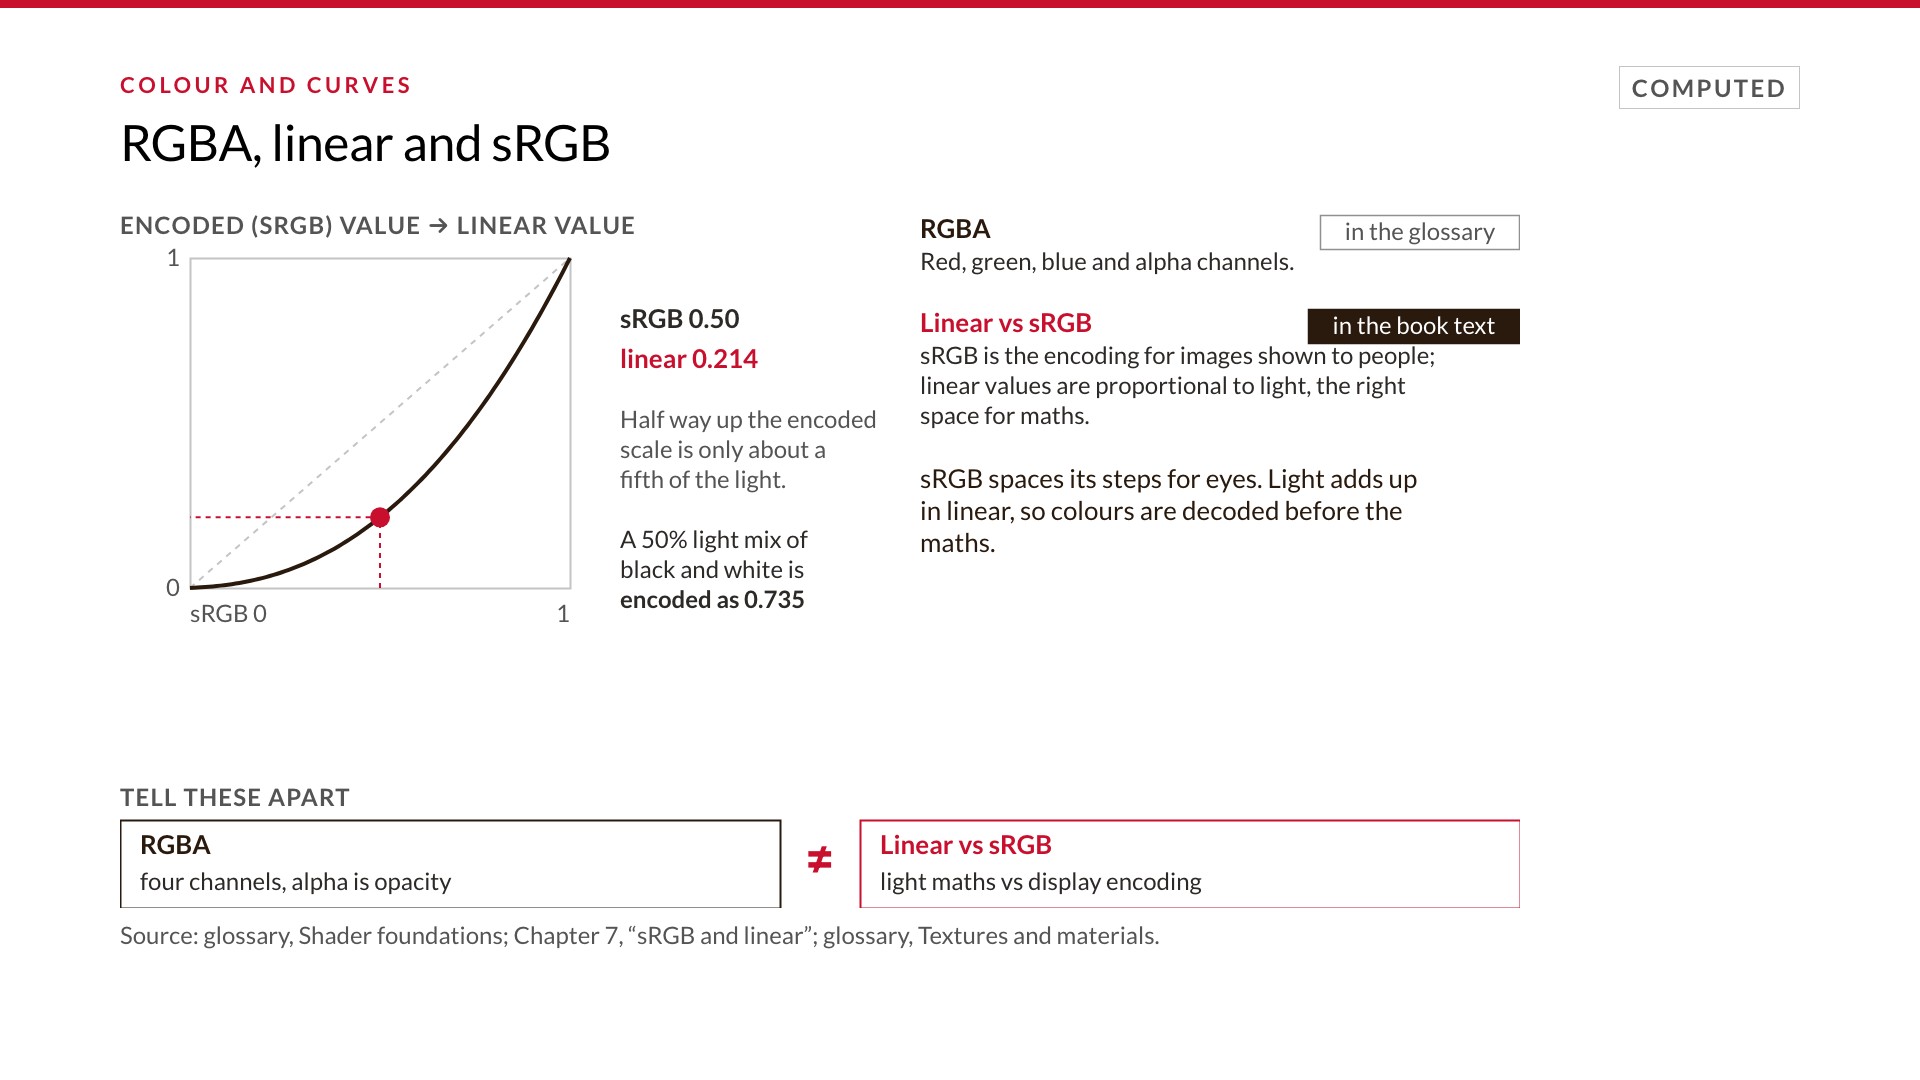 COLOUR AND CURVES
COMPUTED
RGBA, linear and sRGB
ENCODED (SRGB) VALUE → LINEAR VALUE
1
0
sRGB 0
1
sRGB 0.50
linear 0.214
Half way up the encoded
scale is only about a
fifth of the light.
A 50% light mix of
black and white is
encoded as 0.735
RGBA
in the glossary
Red, green, blue and alpha channels.
Linear vs sRGB
in the book text
sRGB is the encoding for images shown to people;
linear values are proportional to light, the right
space for maths.
sRGB spaces its steps for eyes. Light adds up
in linear, so colours are decoded before the
maths.
TELL THESE APART
RGBA
four channels, alpha is opacity
≠
Linear vs sRGB
light maths vs display encoding
Source: glossary, Shader foundations; Chapter 7, “sRGB and linear”; glossary, Textures and materials.